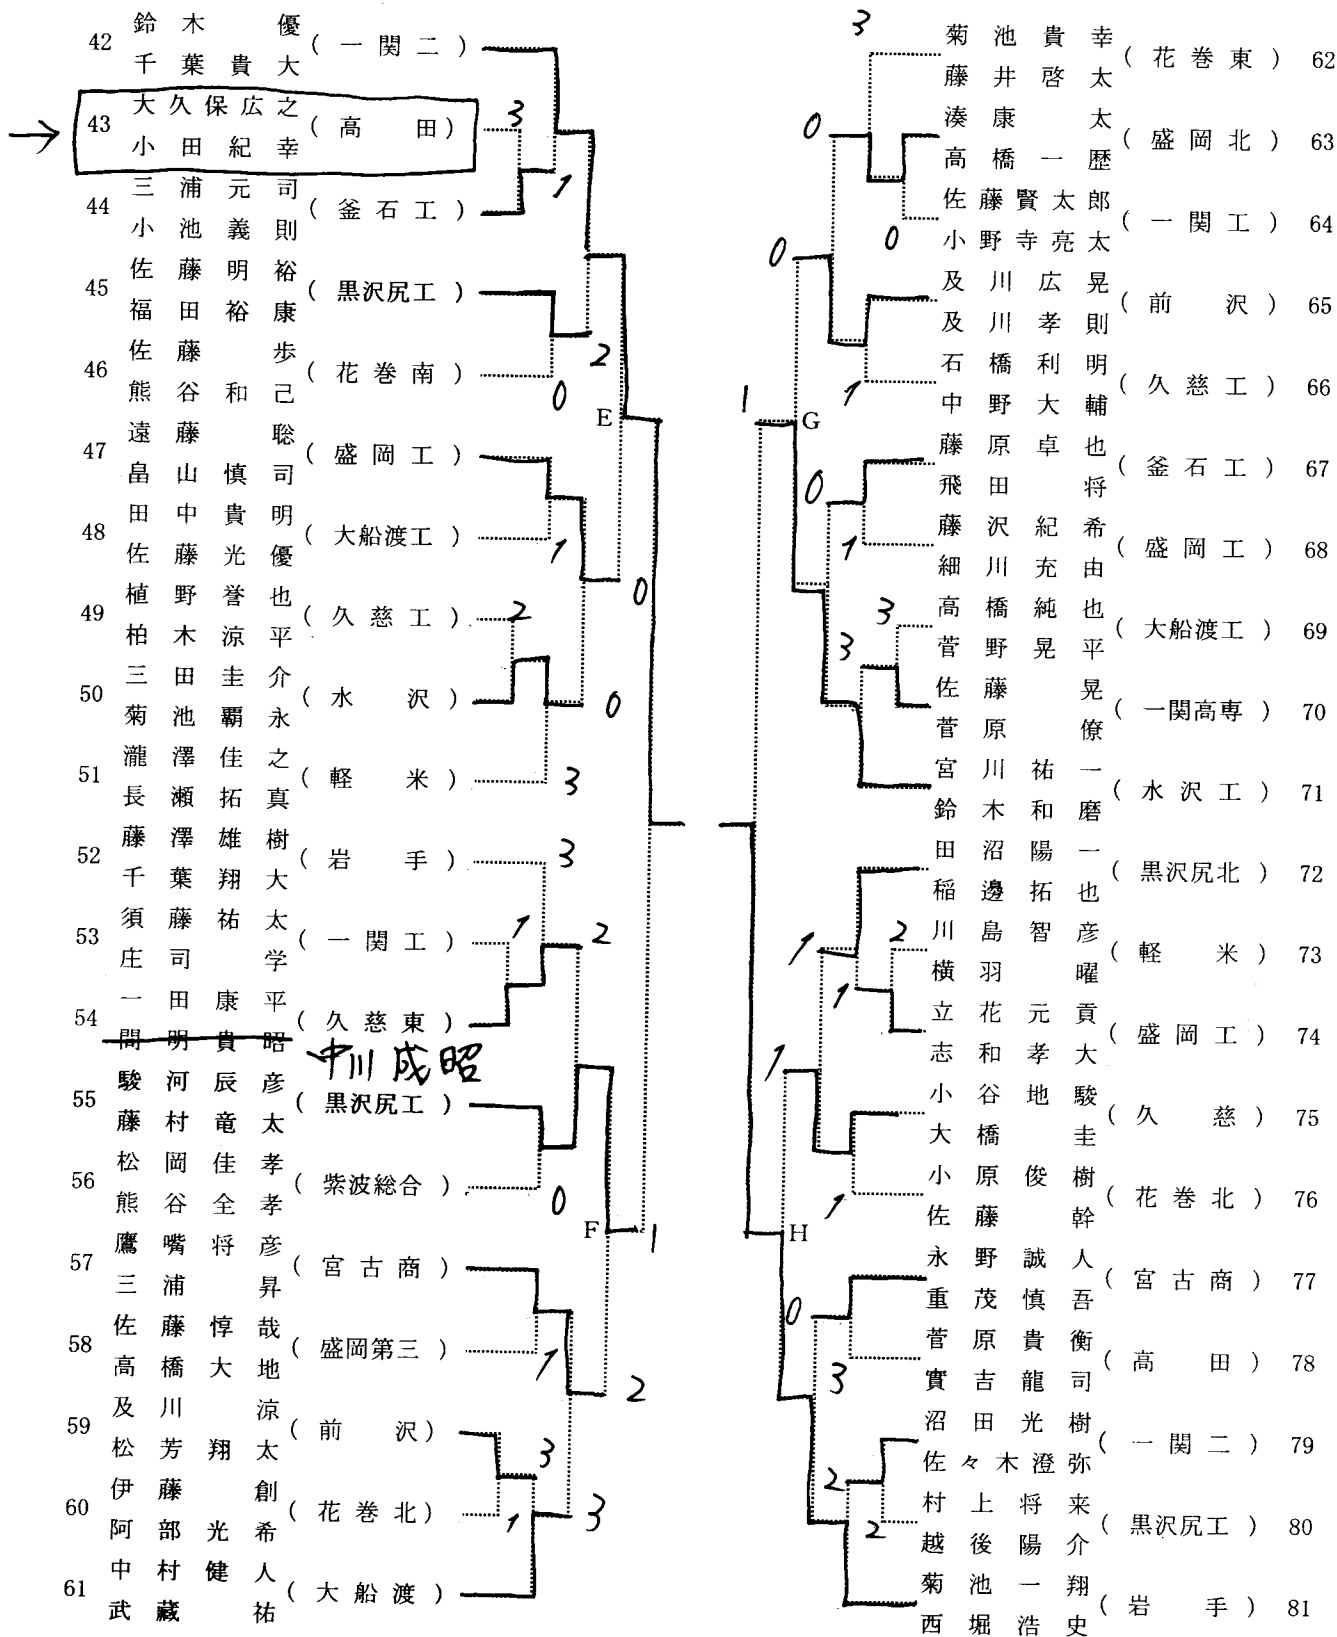 42 鈴木優 (一関二)
千葉貴大
→ 43 大久保広之 (高田) 3
小田紀幸
1
44 三浦元司 (釜石工)
小池義則
45 佐藤明裕 (黒沢尻工)
福田裕康
2
46 佐藤歩 (花巻南)
熊谷和己
0
E
47 遠藤聡 (盛岡工)
畠山慎司
48 田中貴明 (大船渡工)
佐藤光優
1
0
49 植野誉也 (久慈工) 2
柏木涼平
50 三田圭介 (水沢)
菊池覇永
0
51 瀧澤佳之 (軽米) 3
長瀬拓真
52 藤澤雄樹 (岩手) 3
千葉翔大
53 須藤祐太 (一関工) 1
庄司学
2
54 一田康平 (久慈東)
間明貴昭
中川成昭
55 駿河辰彦 (黒沢尻工)
藤村竜太
56 松岡佳孝 (紫波総合)
熊谷全孝
0
F 1
57 鷹嘴将彦 (宮古商)
三浦昇
58 佐藤惇哉 (盛岡第三)
高橋大地
1
2
59 及川涼 (前沢)
松芳翔太
3
60 伊藤創 (花巻北)
阿部光希
1
3
61 中村健人 (大船渡)
武蔵祐
3
菊池貴幸 (花巻東) 62
藤井啓太
0
湊康太 (盛岡北) 63
高橋一歴
佐藤賢太郎 (一関工) 64
小野寺亮太
0
0
及川広晃 (前沢) 65
及川孝則
石橋利明 (久慈工) 66
中野大輔
1
1 G
藤原卓也 (釜石工) 67
飛田将
0
藤沢紀希 (盛岡工) 68
細川充由
1
高橋純也 (大船渡工) 69
菅野晃平
3
3
佐藤晃 (一関高専) 70
菅原僚
宮川祐一 (水沢工) 71
鈴木和磨
田沼陽一 (黒沢尻北) 72
稲邊拓也
2
川島智彦 (軽米) 73
横羽曜
1
1
立花元貢 (盛岡工) 74
志和孝大
1
小谷地駿 (久慈) 75
大橋圭
小原俊樹 (花巻北) 76
佐藤幹
1
H
永野誠人 (宮古商) 77
重茂慎吾
0
菅原貴衡 (高田) 78
實吉龍司
3
沼田光樹 (一関二) 79
佐々木澄弥
2
村上将来 (黒沢尻工) 80
越後陽介
2
菊池一翔 (岩手) 81
西堀浩史